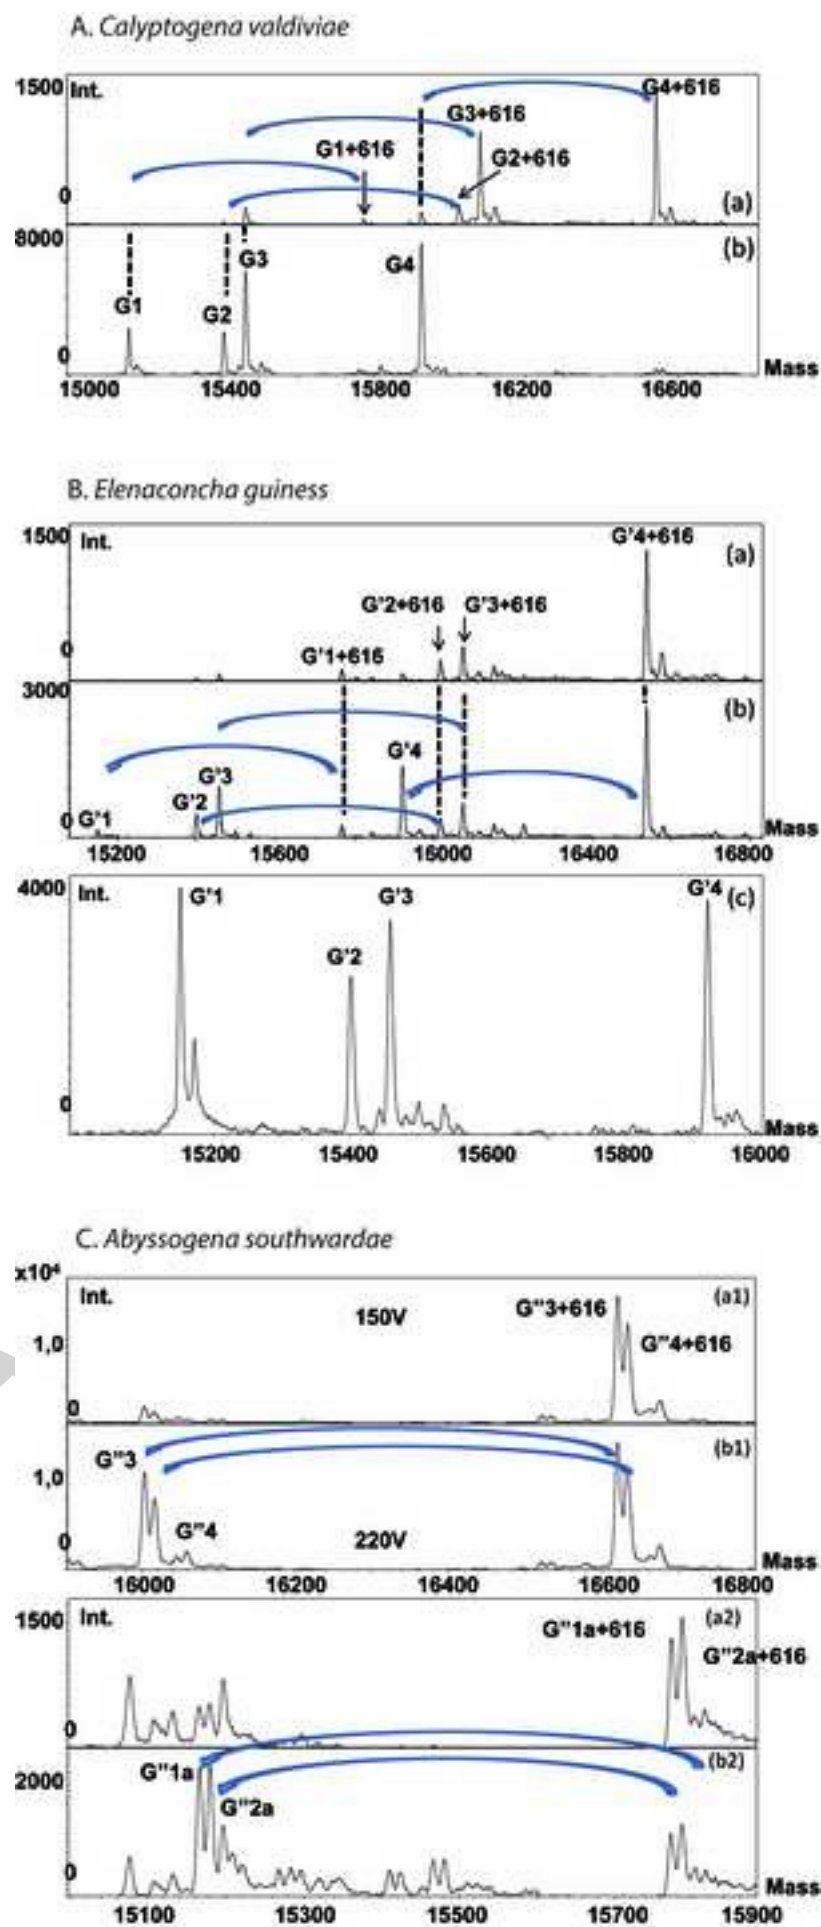 A. Calyptogena valdiviae
1500 Int.
G4+616
G3+616
G1+616
G2+616
0
(a)
8000
(b)
G3
G4
G1
G2
0
Mass
15000 15400 15800 16200 16600
B. Elenaconcha guiness
1500 Int.
G'4+616
(a)
G'2+616 G'3+616
0
G'1+616
3000
(b)
G'4
G'3
G'2
0 G'1
Mass
15200 15600 15000 16400 16800
4000 Int.
G'1
G'3
G'4
(c)
G'2
0
Mass
15200 15400 15600 15800 16000
C. Abyssogena southwardae
x10⁴
Int.
(a1)
150V
G"3+616
1,0
G"4+616
0
(b1)
G"3
1,0
G"4
220V
0
Mass
16000 16200 16400 16600 16800
1500 Int.
(a2)
G"1a+616
G"2a+616
0
(b2)
G"1a
2000
G"2a
0
Mass
15100 15300 15500 15700 15900